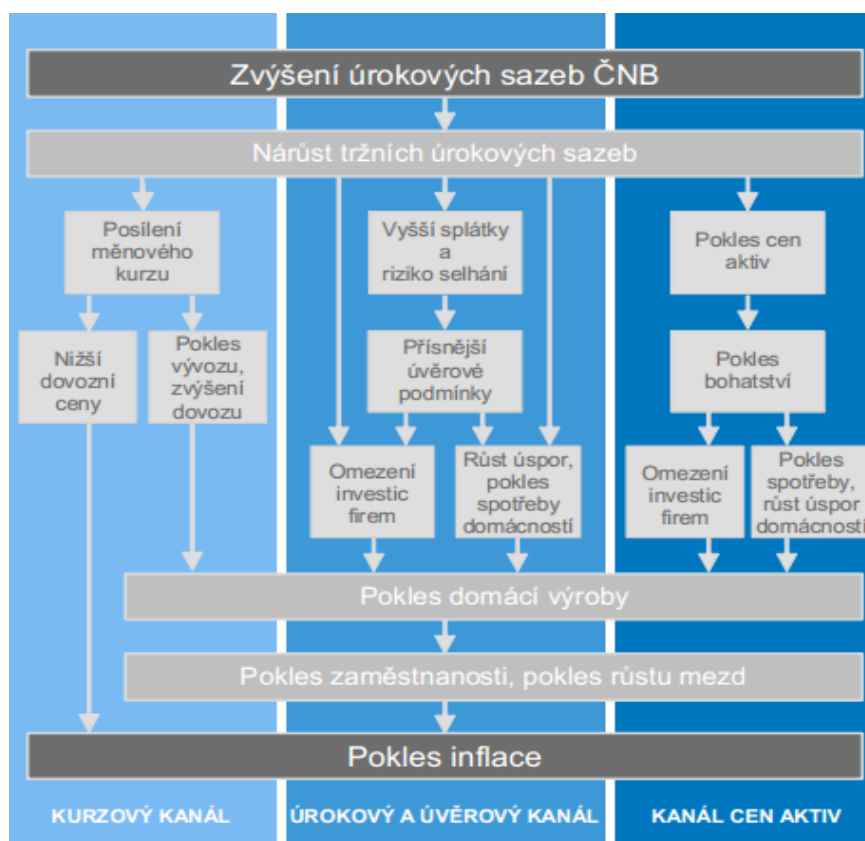 Zvýšení úrokových sazeb ČNB
Nárůst tržních úrokových sazeb
Posílení
měnového
kurzu
Vyšší splátky
a
riziko selhání
Pokles cen
aktiv
Nižší
dovozní
ceny
Pokles
vývozu,
zvýšení
dovozu
Přísnější
úvěrové
podmínky
Pokles
bohatství
Omezení
investic
firem
Růst úspor,
pokles
spotřeby
domácností
Omezení
investic
firem
Pokles
spotřeby,
růst úspor
domácností
Pokles domácí výroby
Pokles zaměstnanosti, pokles růstu mezd
Pokles inflace
KURZOVÝ KANÁL
ÚROKOVÝ A ÚVĚROVÝ KANÁL
KANÁL CEN AKTIV